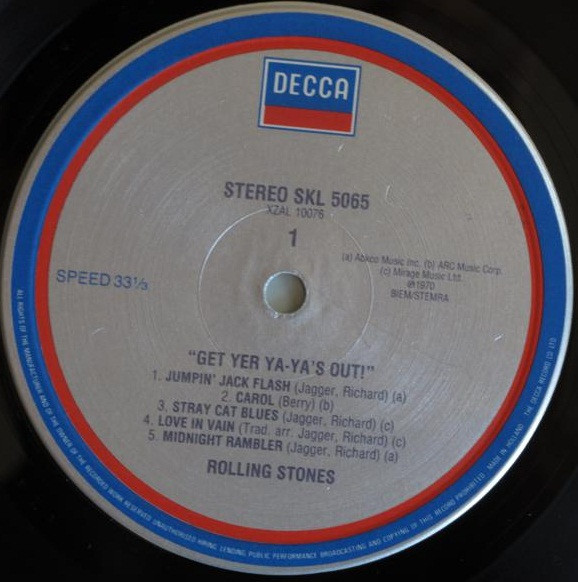 DECCA
STEREO SKL 5065
XZAL 10076
1
(a) Abkco Music Inc. (b) ARC Music Corp.
(c) Mirage Music Ltd.
℗1970
BIEM/STEMRA
SPEED 33⅓
"GET YER YA-YA'S OUT!"
1. JUMPIN' JACK FLASH (Jagger, Richard) (a)
2. CAROL (Berry) (b)
3. STRAY CAT BLUES (Jagger, Richard) (c)
4. LOVE IN VAIN (Trad. arr. Jagger, Richard) (c)
5. MIDNIGHT RAMBLER (Jagger, Richard) (a)
ROLLING STONES
ALL RIGHTS OF THE MANUFACTURER AND OF THE OWNER OF THE RECORDED WORK RESERVED UNAUTHORISED HIRING LENDING PUBLIC PERFORMANCE BROADCASTING AND COPYING OF THIS RECORD PROHIBITED MADE IN HOLLAND THE DECCA RECORD CO LTD